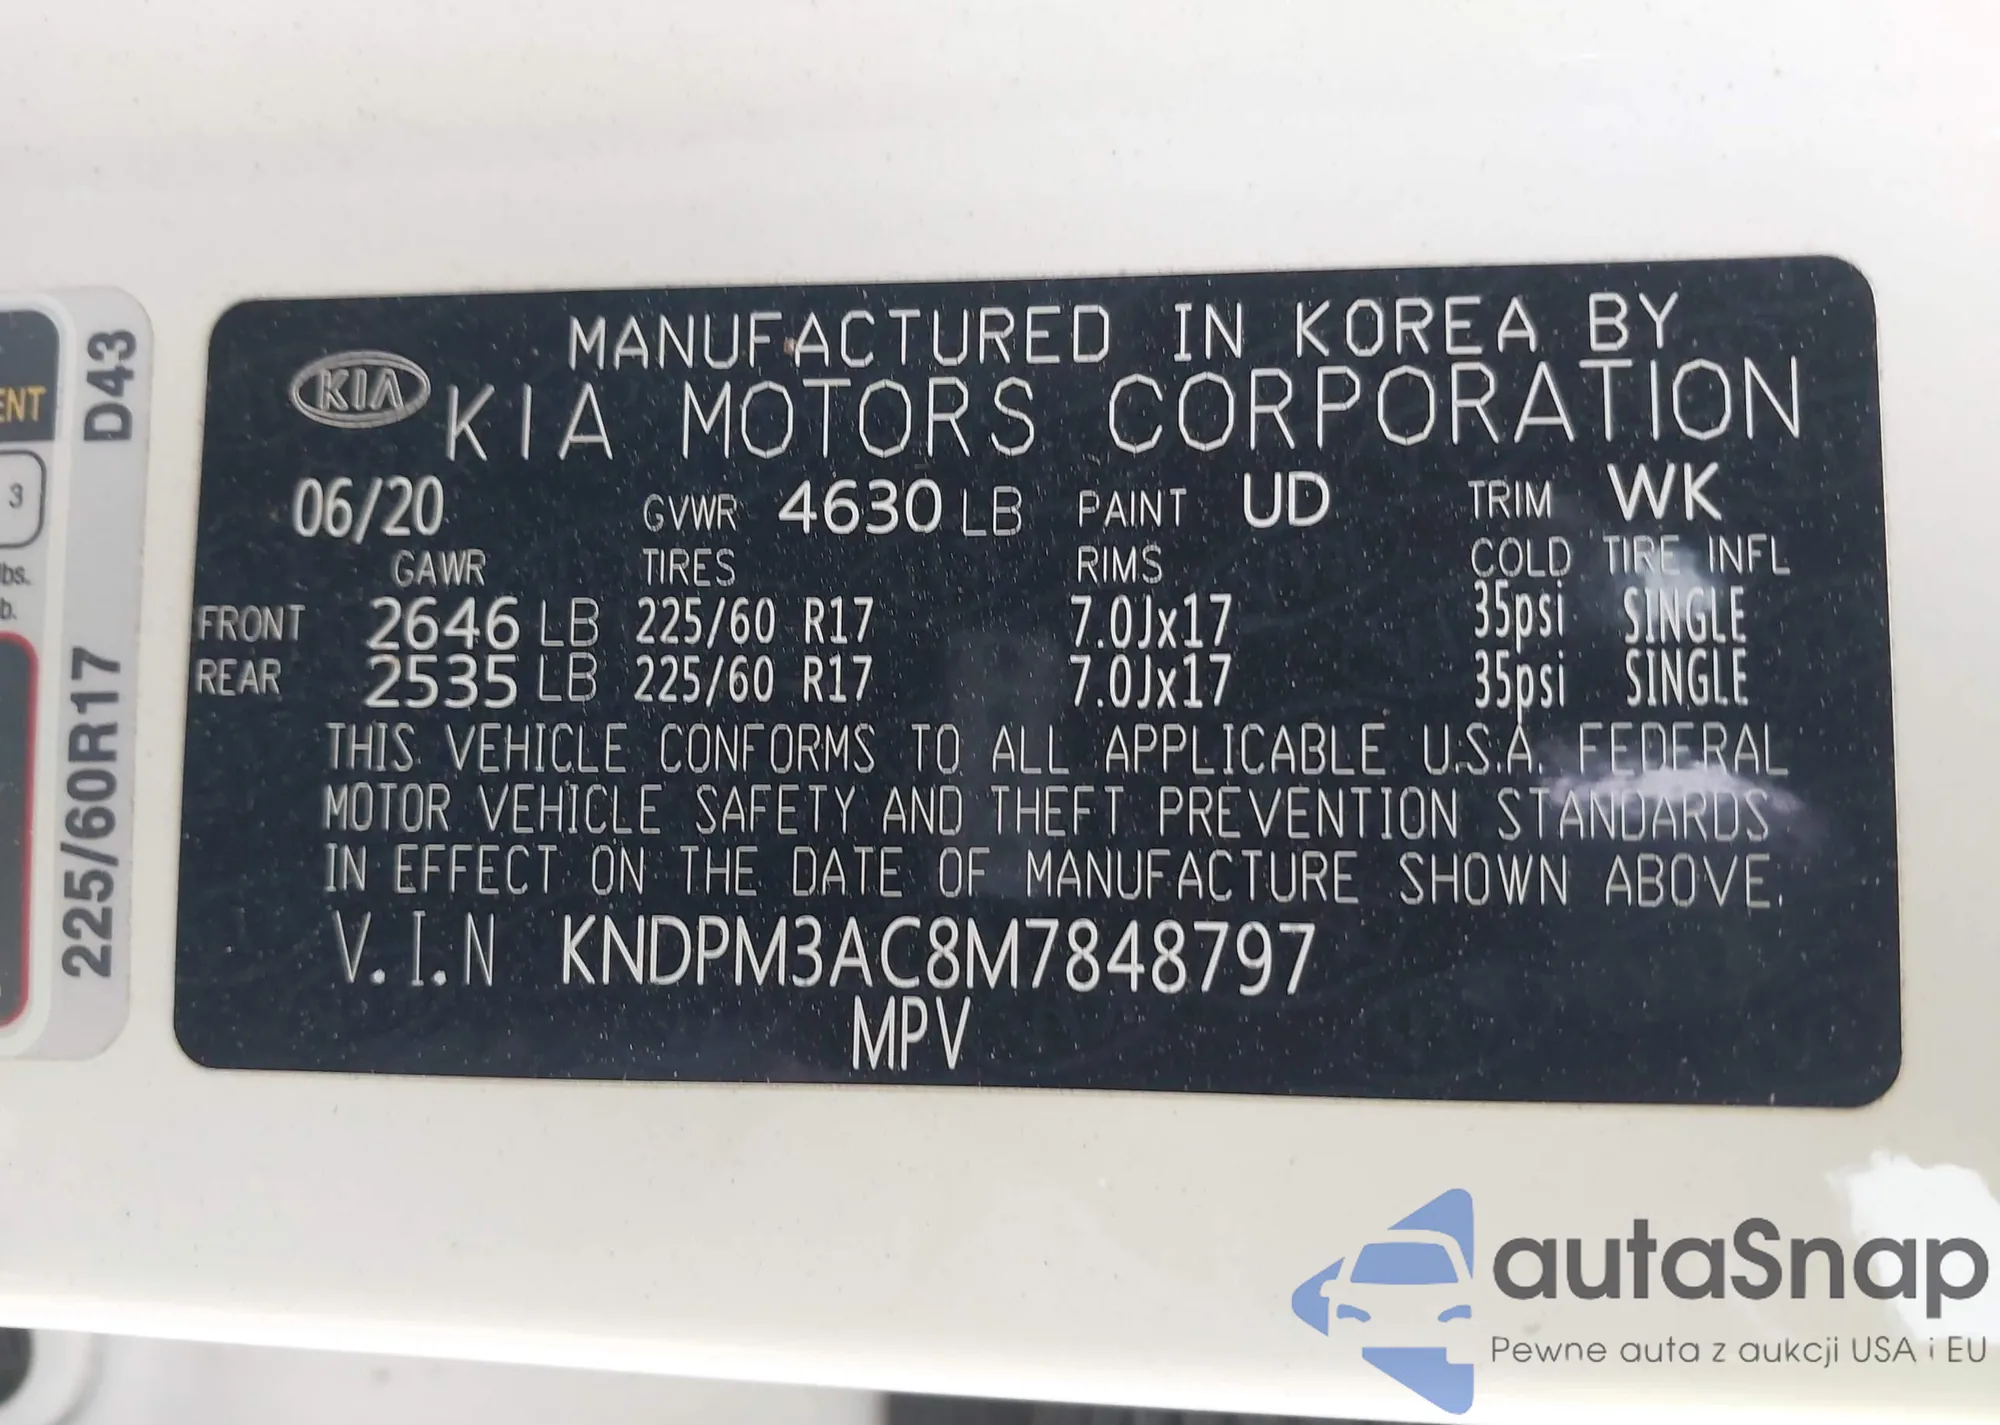 ENT
3
lbs.
b.
225/60R17 D43
MANUFACTURED IN KOREA BY
KIA KIA MOTORS CORPORATION
06/20 GVWR 4630 LB PAINT UD TRIM WK
GAWR TIRES RIMS COLD TIRE INFL
FRONT 2646 LB 225/60 R17 7.0Jx17 35psi SINGLE
REAR 2535 LB 225/60 R17 7.0Jx17 35psi SINGLE
THIS VEHICLE CONFORMS TO ALL APPLICABLE U.S.A. FEDERAL
MOTOR VEHICLE SAFETY AND THEFT PREVENTION STANDARDS
IN EFFECT ON THE DATE OF MANUFACTURE SHOWN ABOVE.
V.I.N KNDPM3AC8M7848797
MPV
autaSnap
Pewne auta z aukcji USA i EU